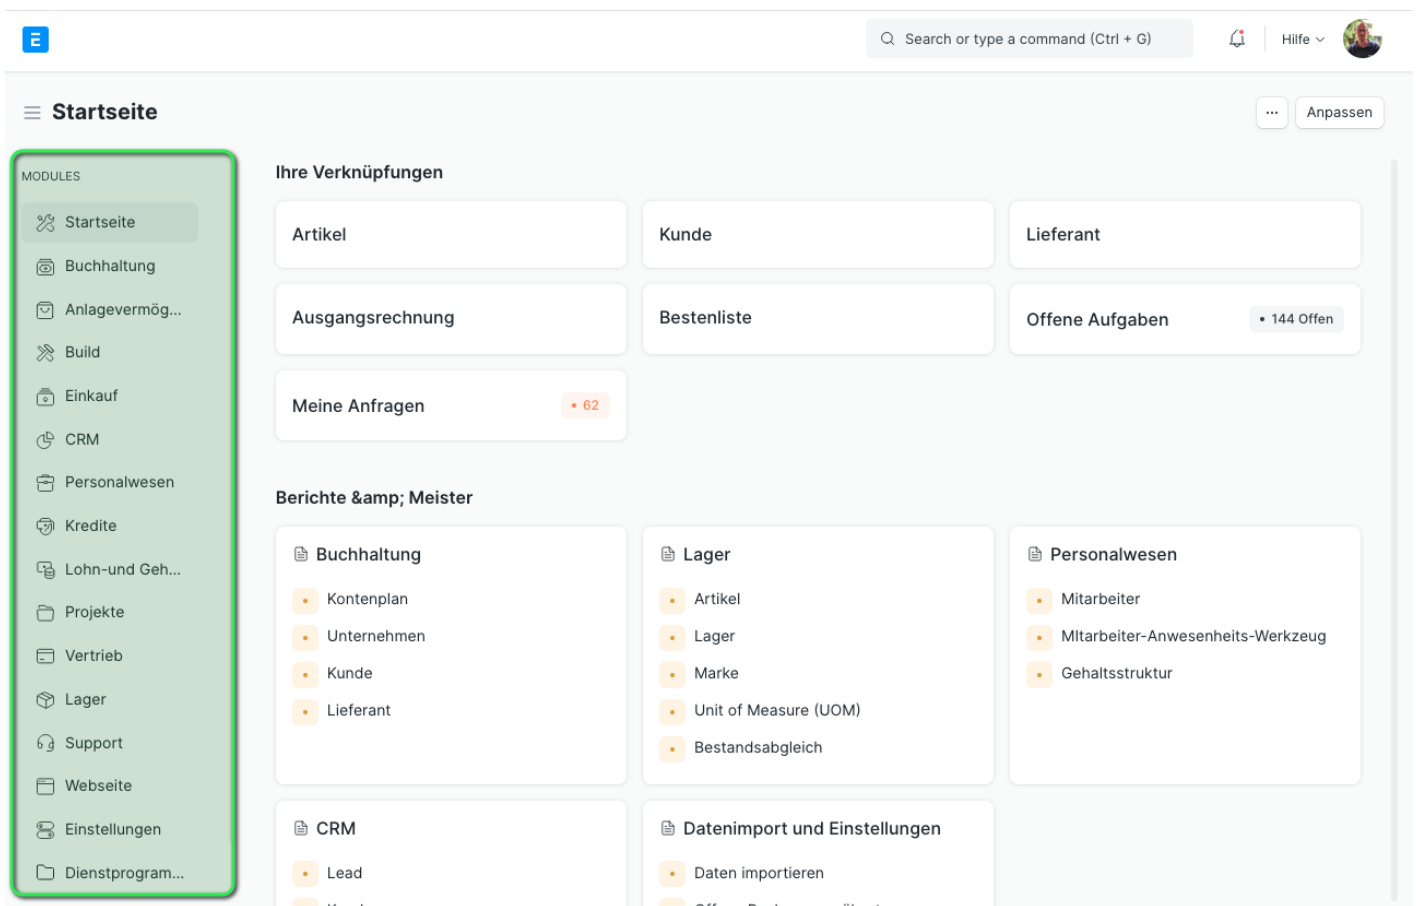 E
Search or type a command (Ctrl + G)
Hilfe
Startseite
...
Anpassen
MODULES
Startseite
Buchhaltung
Anlagevermög...
Build
Einkauf
CRM
Personalwesen
Kredite
Lohn-und Geh...
Projekte
Vertrieb
Lager
Support
Webseite
Einstellungen
Dienstprogram...
Ihre Verknüpfungen
Artikel
Kunde
Lieferant
Ausgangsrechnung
Bestenliste
Offene Aufgaben
• 144 Offen
Meine Anfragen
• 62
Berichte &amp; Meister
Buchhaltung
Kontenplan
Unternehmen
Kunde
Lieferant
Lager
Artikel
Lager
Marke
Unit of Measure (UOM)
Bestandsabgleich
Personalwesen
Mitarbeiter
MItarbeiter-Anwesenheits-Werkzeug
Gehaltsstruktur
CRM
Lead
Datenimport und Einstellungen
Daten importieren